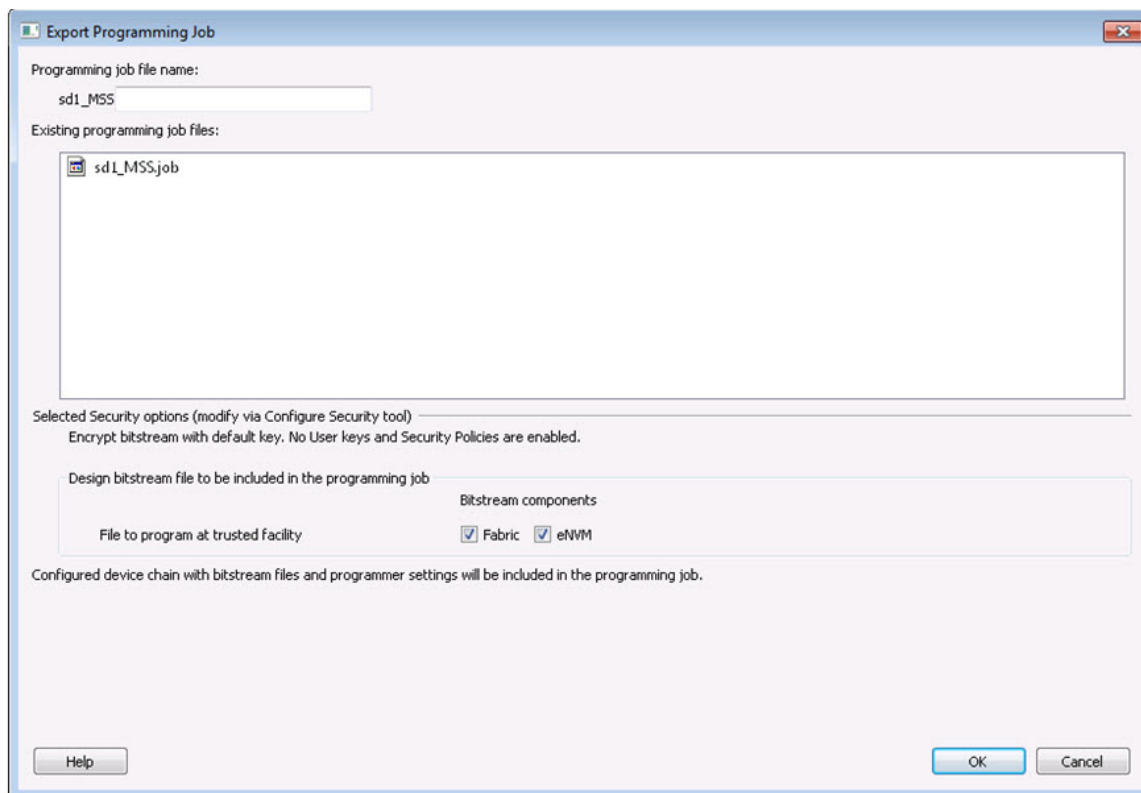 Export Programming Job
Programming job file name:
sd1_MSS
Existing programming job files:
sd1_MSS.job
Selected Security options (modify via Configure Security tool)
Encrypt bitstream with default key. No User keys and Security Policies are enabled.
Design bitstream file to be included in the programming job
Bitstream components
File to program at trusted facility Fabric eNVM
Configured device chain with bitstream files and programmer settings will be included in the programming job.
Help OK Cancel